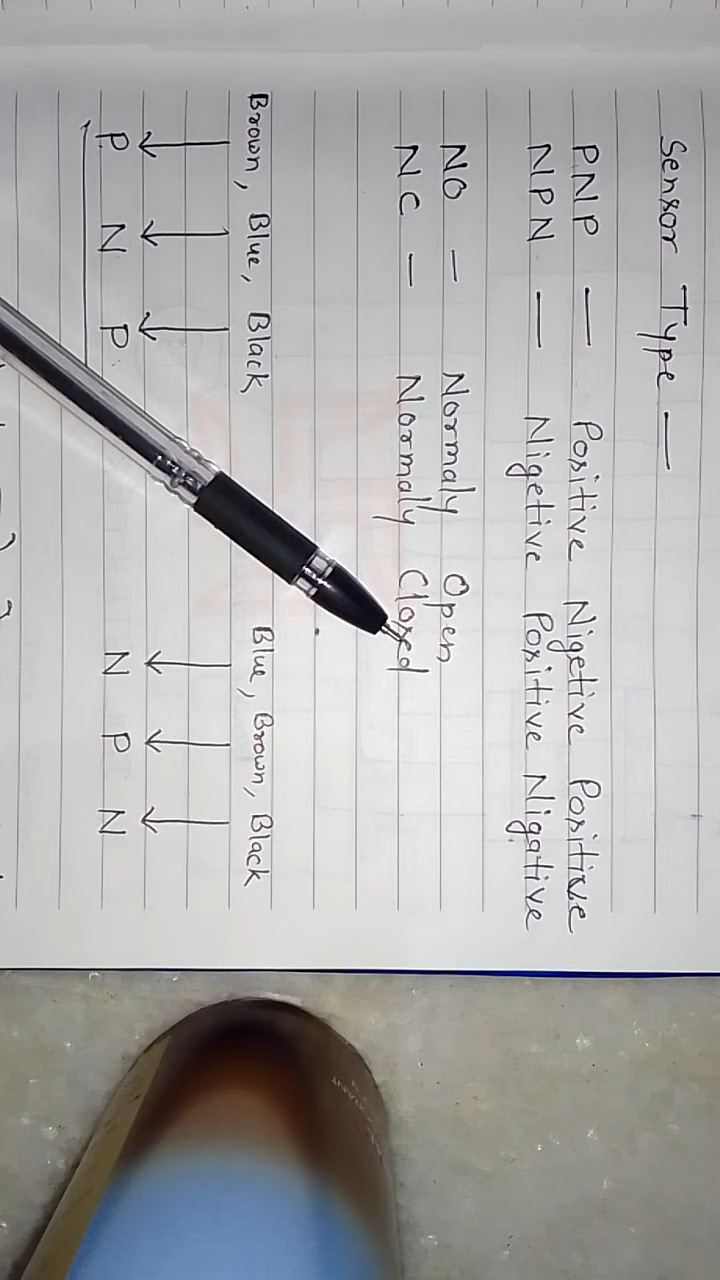 Sensor Type —
PNP — Positive Nigetive Positive
NPN — Nigetive Positive Nigative
NO — Normaly Open
NC — Normaly Closed
Brown, Blue, Black Blue, Brown, Black
↓ ↓ ↓ ↓ ↓ ↓
P N P N P N